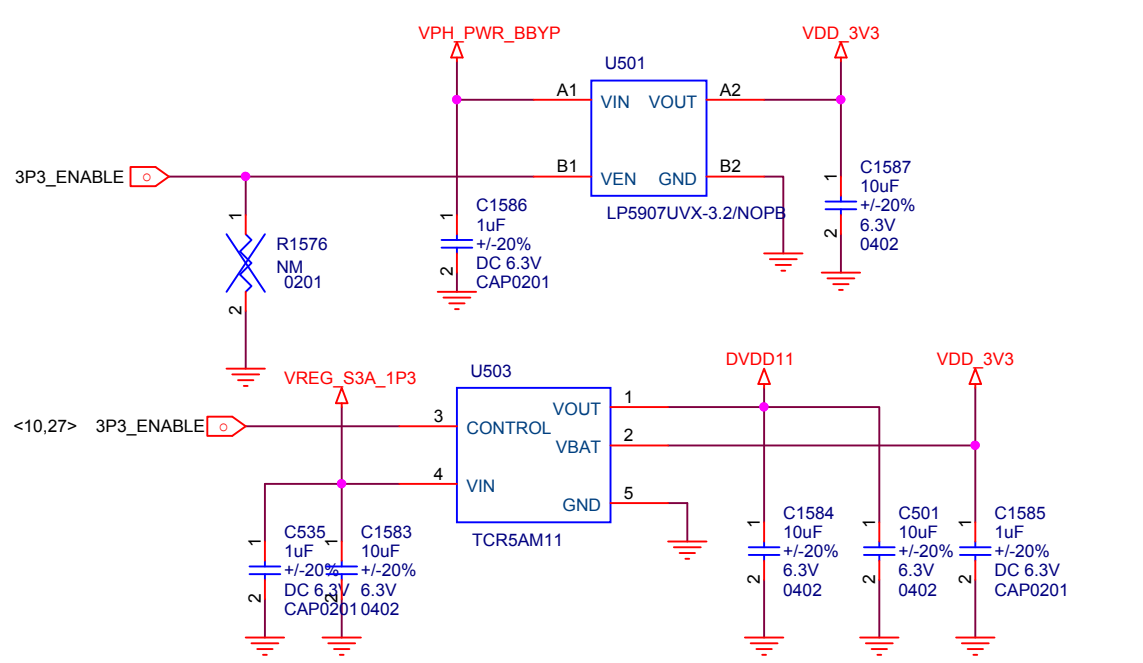 VPH_PWR_BBYP
VDD_3V3
U501
A1
A2
VIN
VOUT
3P3_ENABLE
B1
B2
VEN
GND
LP5907UVX-3.2/NOPB
1
R1576
NM
0201
2
1
C1586
1uF
+/-20%
DC 6.3V
CAP0201
2
1
C1587
10uF
+/-20%
6.3V
0402
2
VREG_S3A_1P3
U503
DVDD11
VDD_3V3
<10,27>
3P3_ENABLE
3
CONTROL
4
VIN
VOUT
1
VBAT
2
GND
5
TCR5AM11
1
C535
1uF
+/-20%
DC 6.3V
CAP0201
2
1
C1583
10uF
+/-20%
6.3V
0402
2
1
C1584
10uF
+/-20%
6.3V
0402
2
1
C501
10uF
+/-20%
6.3V
0402
2
1
C1585
1uF
+/-20%
DC 6.3V
CAP0201
2